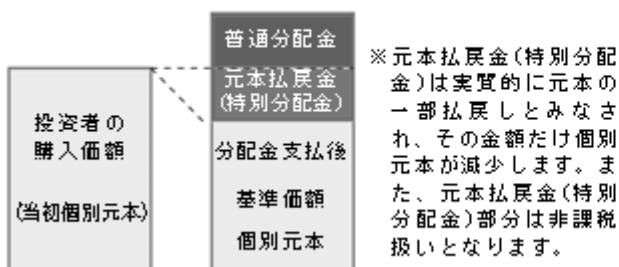 投資者の
購入価額
(当初個別元本)
普通分配金
元本払戻金
(特別分配金)
分配金支払後
基準価額
個別元本
※元本払戻金(特別分配
金)は実質的に元本の
一部払戻しとみなさ
れ、その金額だけ個別
元本が減少します。ま
た、元本払戻金(特別
分配金)部分は非課税
扱いとなります。